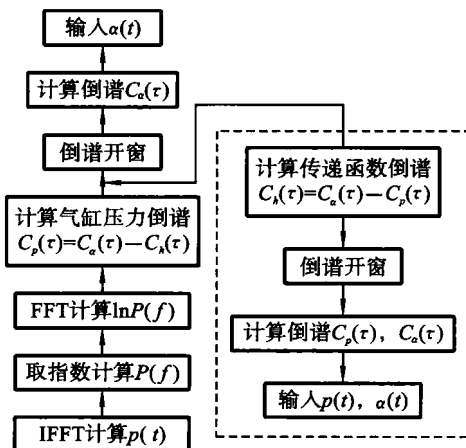 输入α(t)
计算倒谱Cα(τ)
倒谱开窗
计算气缸压力倒谱
Cp(τ)=Cα(τ)－Ch(τ)
FFT计算lnP(f)
取指数计算P(f)
IFFT计算p(t)
计算传递函数倒谱
Ch(τ)=Cα(τ)－Cp(τ)
倒谱开窗
计算倒谱Cp(τ)，Cα(τ)
输入p(t)，α(t)